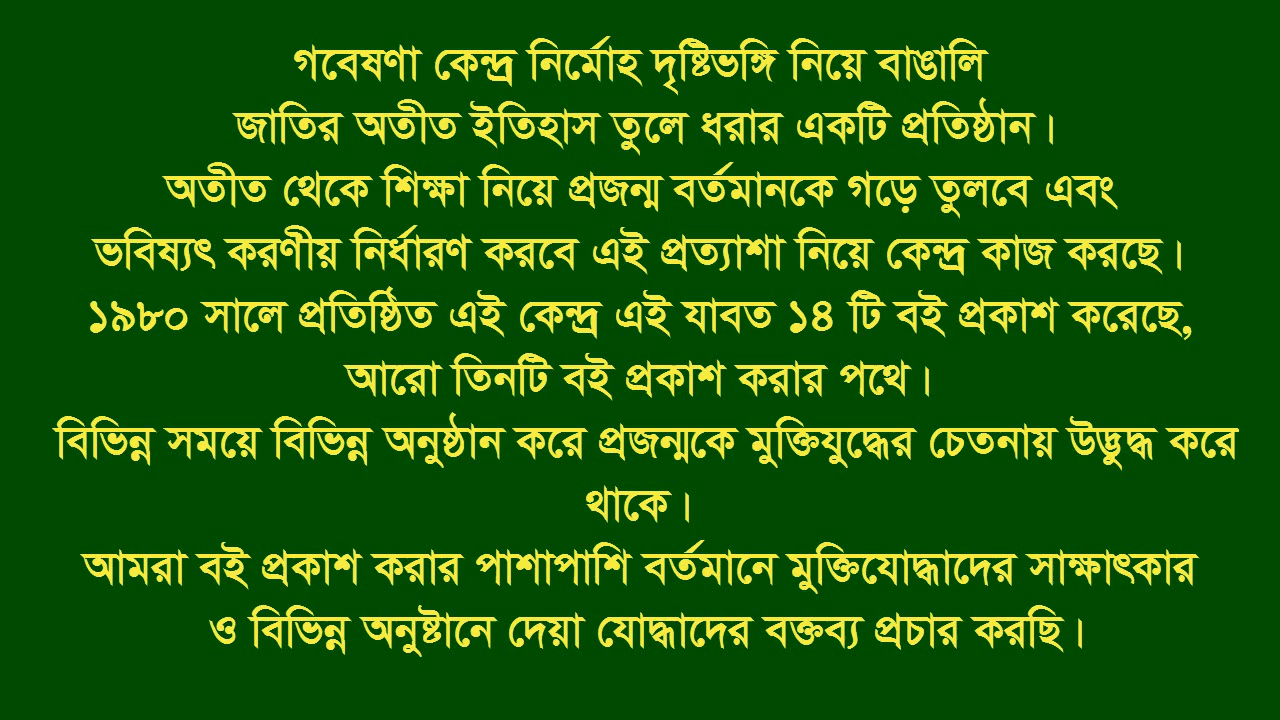 গবেষণা কেন্দ্র নির্মোহ দৃষ্টিভঙ্গি নিয়ে বাঙালি
জাতির অতীত ইতিহাস তুলে ধরার একটি প্রতিষ্ঠান।
অতীত থেকে শিক্ষা নিয়ে প্রজন্ম বর্তমানকে গড়ে তুলবে এবং
ভবিষ্যৎ করণীয় নির্ধারণ করবে এই প্রত্যাশা নিয়ে কেন্দ্র কাজ করছে।
১৯৮০ সালে প্রতিষ্ঠিত এই কেন্দ্র এই যাবত ১৪ টি বই প্রকাশ করেছে,
আরো তিনটি বই প্রকাশ করার পথে।
বিভিন্ন সময়ে বিভিন্ন অনুষ্ঠান করে প্রজন্মকে মুক্তিযুদ্ধের চেতনায় উদ্ভুদ্ধ করে
থাকে।
আমরা বই প্রকাশ করার পাশাপাশি বর্তমানে মুক্তিযোদ্ধাদের সাক্ষাৎকার
ও বিভিন্ন অনুষ্টানে দেয়া যোদ্ধাদের বক্তব্য প্রচার করছি।